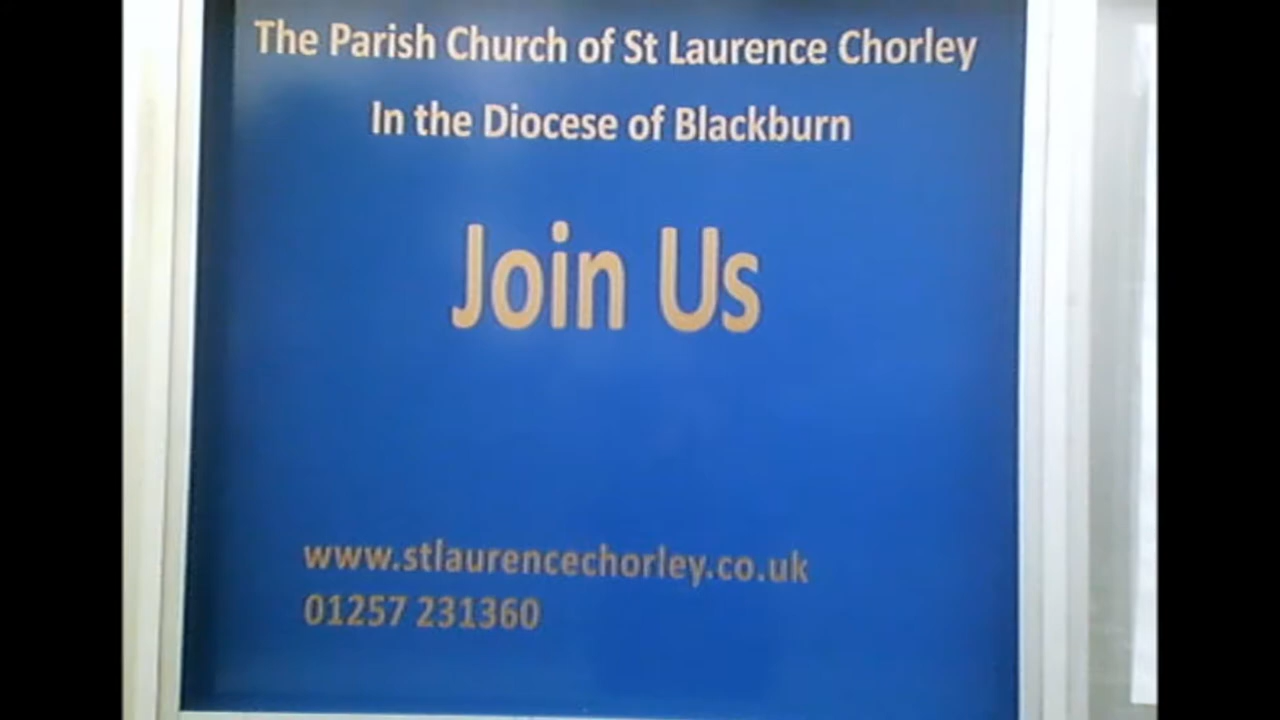 The Parish Church of St Laurence Chorley
In the Diocese of Blackburn
Join Us
www.stlaurencechorley.co.uk
01257 231360